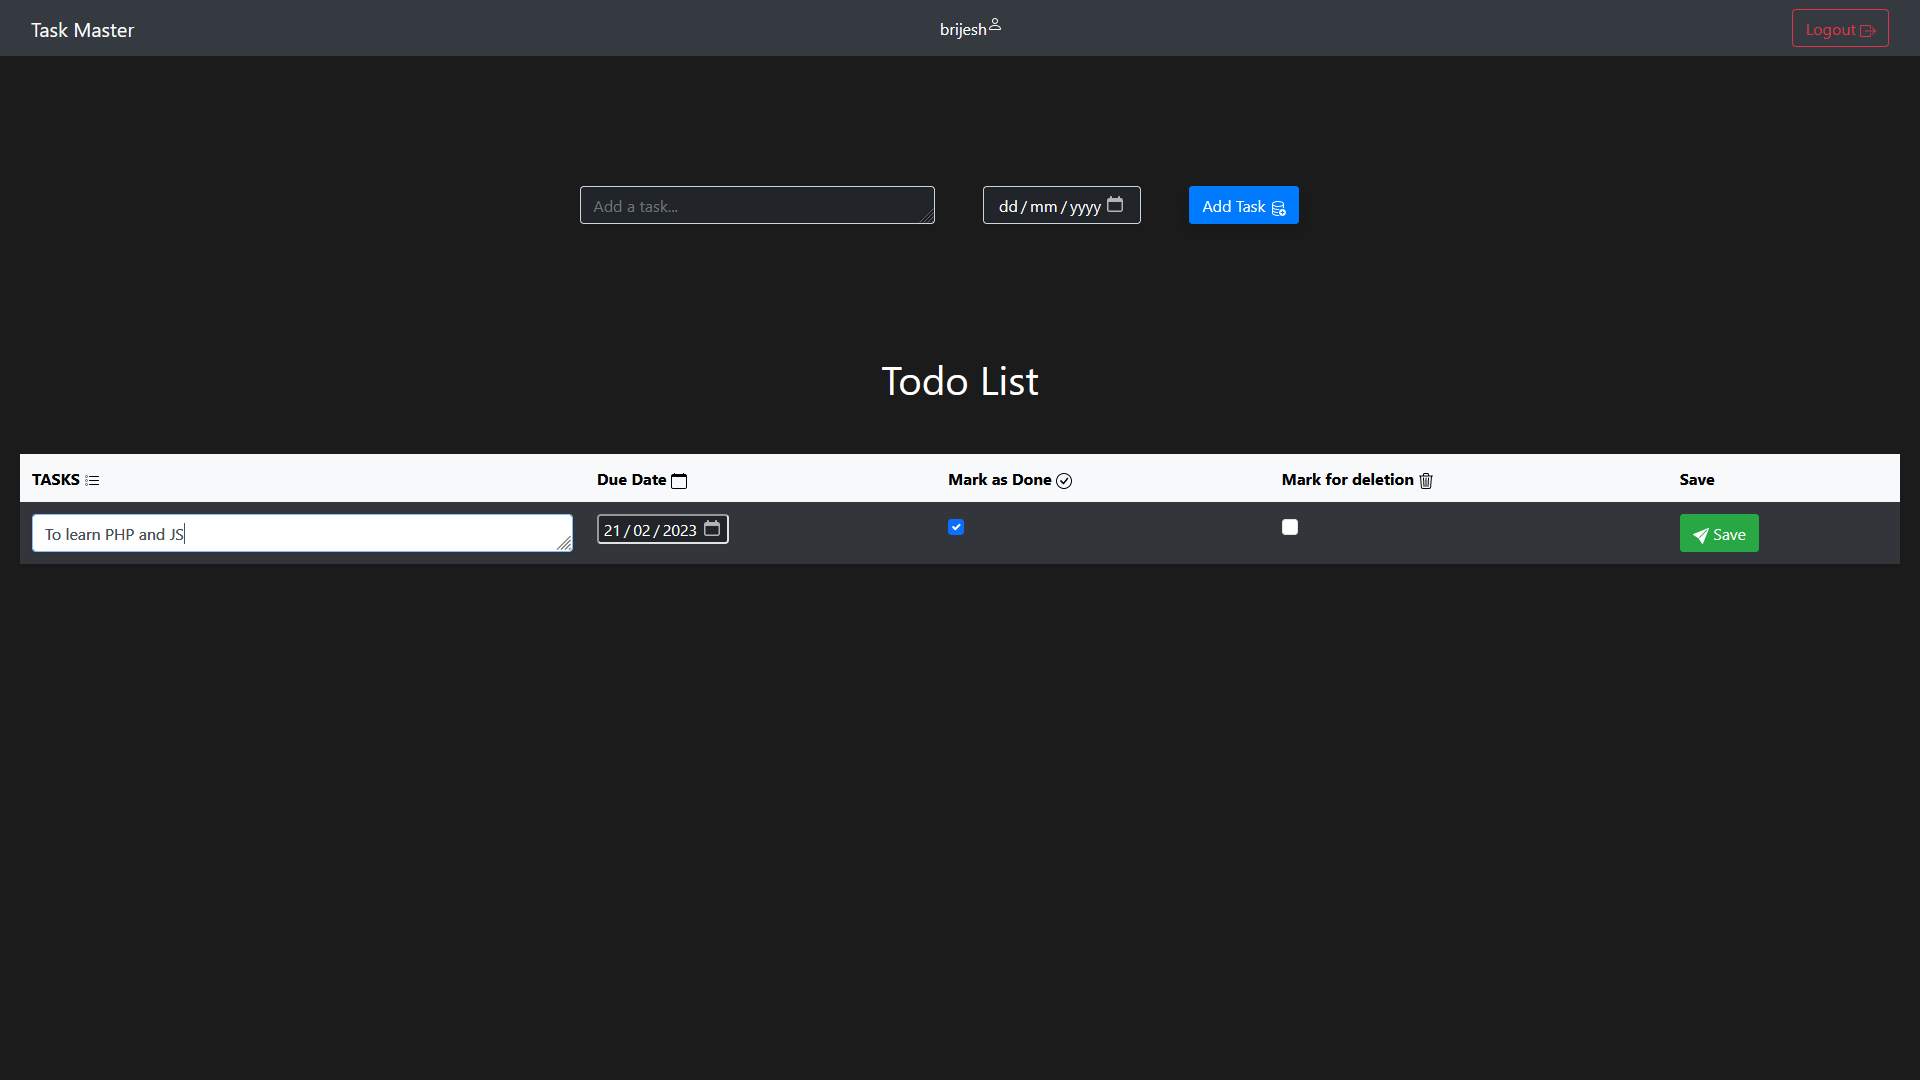 Task Master brijesh Logout
Add a task... dd/mm/yyyy Add Task
Todo List
TASKS Due Date Mark as Done Mark for deletion Save
To learn PHP and JS 21/02/2023 Save